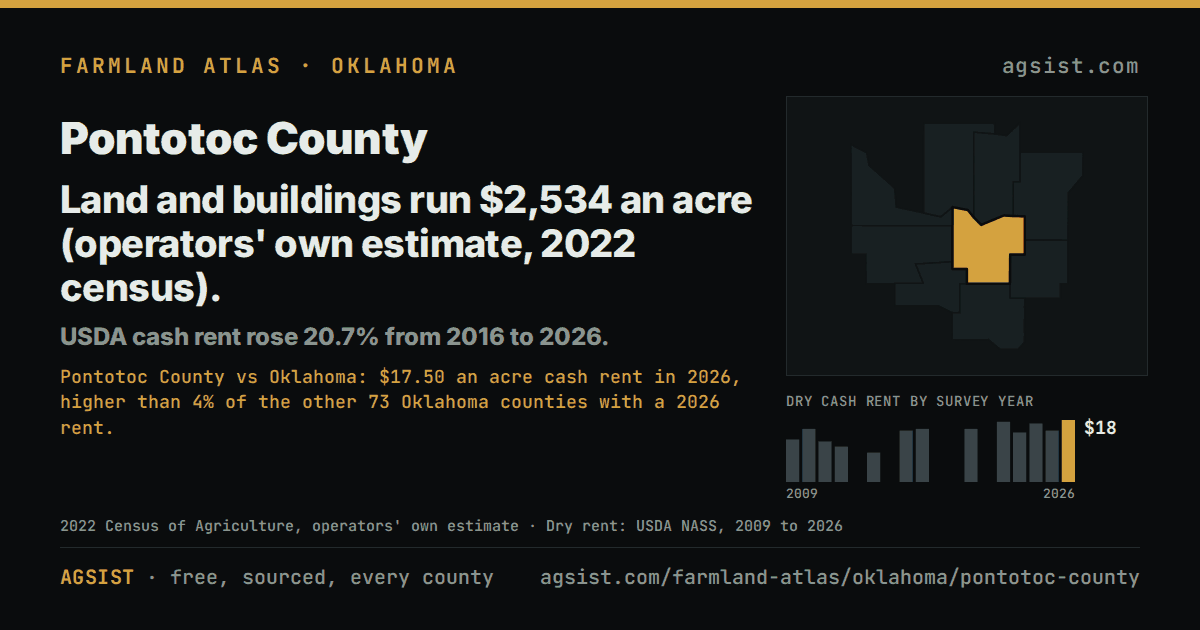 FARMLAND ATLAS · OKLAHOMA
agsist.com
Pontotoc County
Land and buildings run $2,534 an acre
(operators' own estimate, 2022
census).
USDA cash rent rose 20.7% from 2016 to 2026.
Pontotoc County vs Oklahoma: $17.50 an acre cash rent in 2026,
higher than 4% of the other 73 Oklahoma counties with a 2026
rent.
DRY CASH RENT BY SURVEY YEAR
$18
2009
2026
2022 Census of Agriculture, operators' own estimate · Dry rent: USDA NASS, 2009 to 2026
AGSIST · free, sourced, every county
agsist.com/farmland-atlas/oklahoma/pontotoc-county